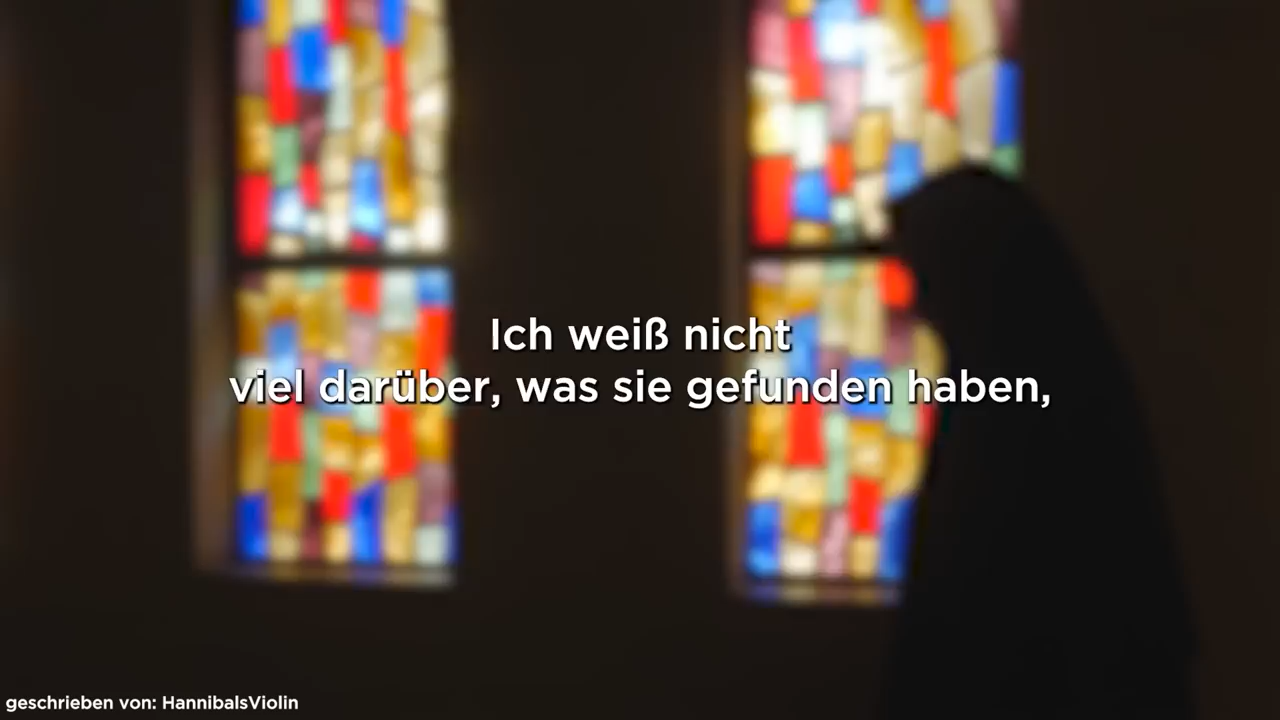 Ich weiß nicht
viel darüber, was sie gefunden haben,
geschrieben von: HannibalsViolin